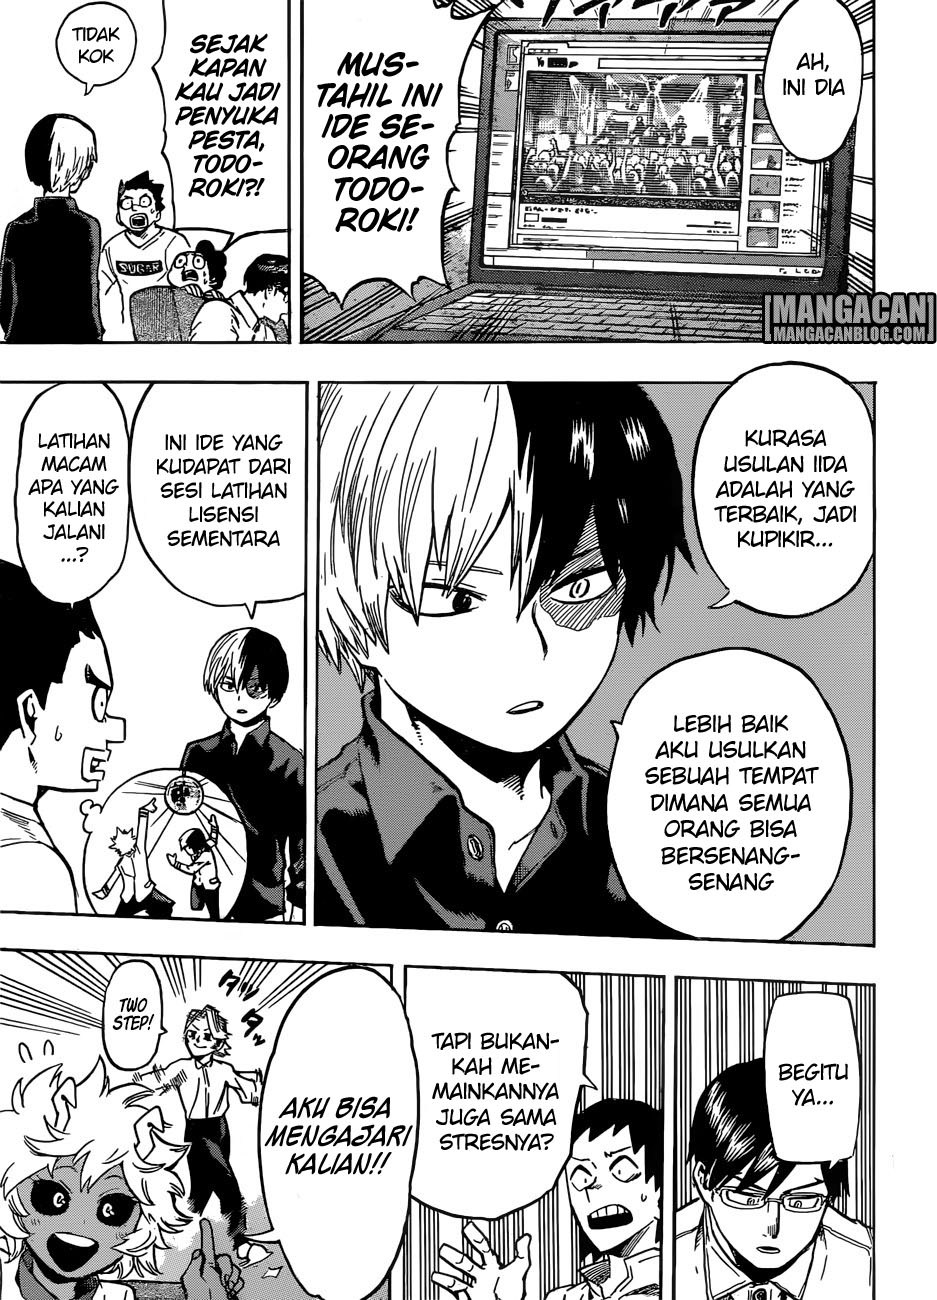 AH,
INI DIA
MUS-
TAHIL INI
IDE SE-
ORANG
TODO-
ROKI!
SEJAK
KAPAN
KAU JADI
PENYUKA
PESTA,
TODO-
ROKI?!
TIDAK
KOK
SUGAR
[MANGACAN]
MANGACANBLOG.COM
KURASA
USULAN IIDA
ADALAH YANG
TERBAIK, JADI
KUPIKIR...
LEBIH BAIK
AKU USULKAN
SEBUAH TEMPAT
DIMANA SEMUA
ORANG BISA
BERSENANG-
SENANG
INI IDE YANG
KUDAPAT DARI
SESI LATIHAN
LISENSI
SEMENTARA
LATIHAN
MACAM
APA YANG
KALIAN
JALANI
...?
BEGITU
YA...
TAPI BUKAN-
KAH ME-
MAINKANNYA
JUGA SAMA
STRESNYA?
AKU BISA
MENGAJARI
KALIAN!!
TWO
STEP!